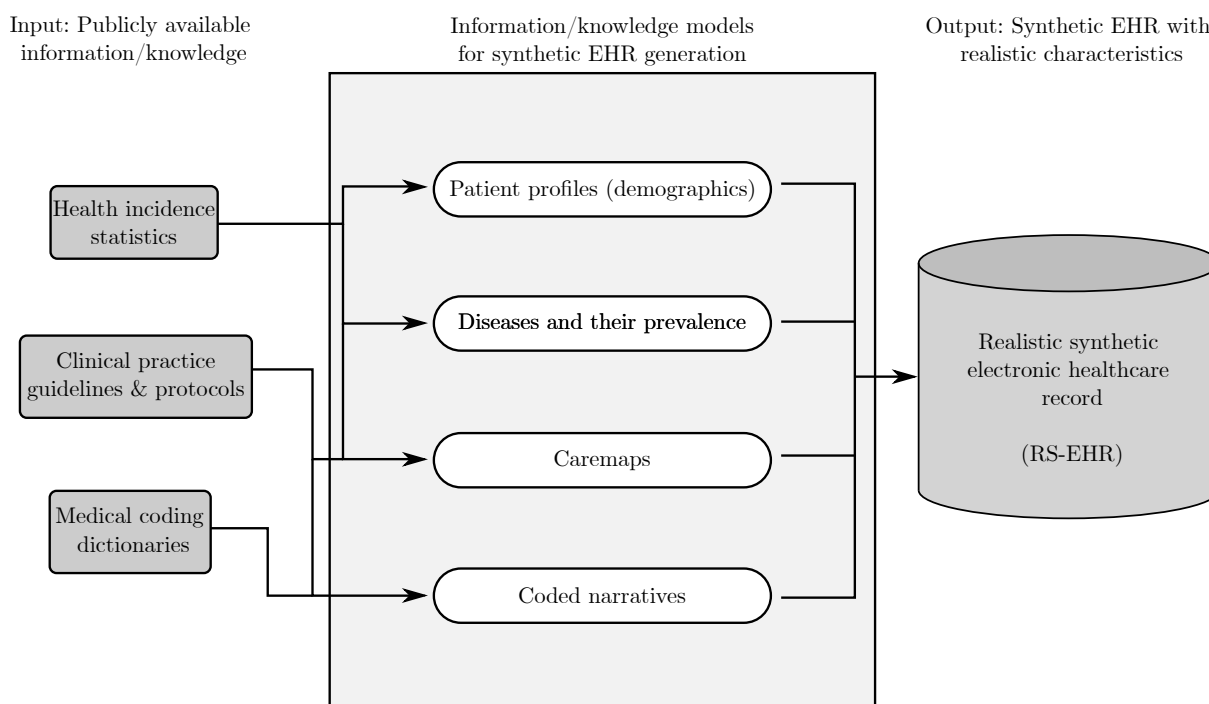 Input: Publicly available
information/knowledge
Information/knowledge models
for synthetic EHR generation
Output: Synthetic EHR with
realistic characteristics
Health incidence
statistics
Clinical practice
guidelines & protocols
Medical coding
dictionaries
Patient profiles (demographics)
Diseases and their prevalence
Caremaps
Coded narratives
Realistic synthetic
electronic healthcare
record
(RS-EHR)